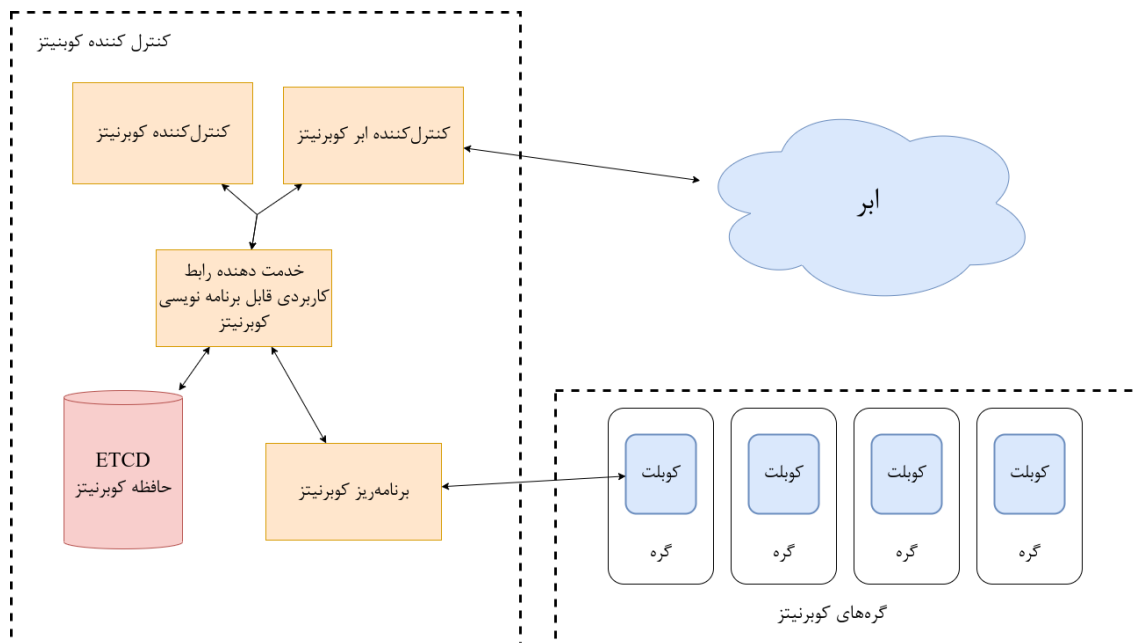 کنترل کننده کوبنیتز
کنترل‌کننده کوبرنیتز
کنترل‌کننده ابر کوبرنیتز
ابر
خدمت دهنده رابط
کاربردی قابل برنامه نویسی
کوبرنیتز
ETCD
حافظه کوبرنیتز
برنامه‌ریز کوبرنیتز
کوبلت
گره
کوبلت
گره
کوبلت
گره
کوبلت
گره
گره‌های کوبرنیتز